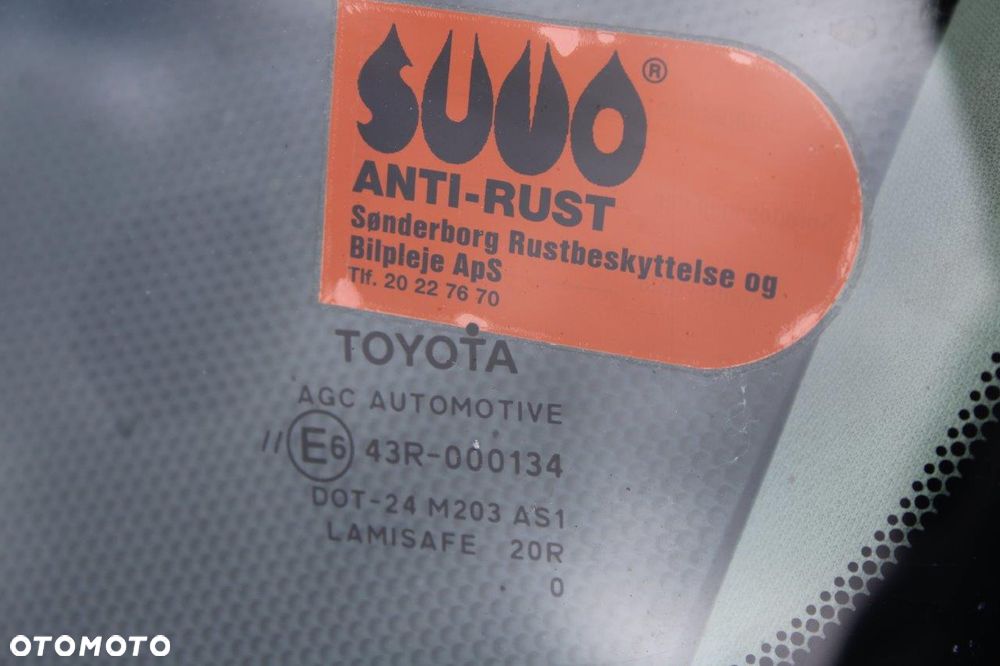 SUVO®
ANTI-RUST
Sønderborg Rustbeskyttelse og
Bilpleje ApS
Tlf. 20 22 76 70
TOYOTA
AGC AUTOMOTIVE
// E6 43R-000134
DOT-24 M203 AS1
LAMISAFE 20R
. 0
OTOMOTO